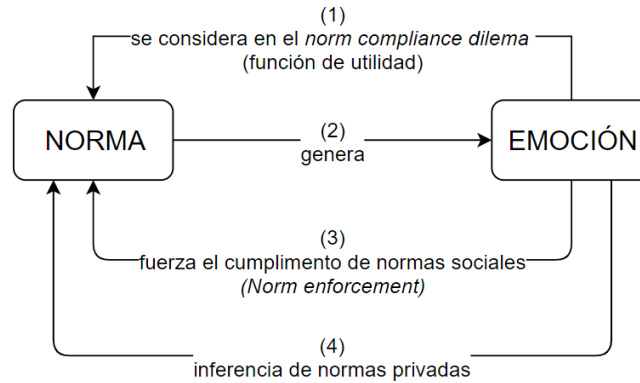 (1)
se considera en el norm compliance dilema
(función de utilidad)
NORMA
(2)
genera
EMOCIÓN
(3)
fuerza el cumplimento de normas sociales
(Norm enforcement)
(4)
inferencia de normas privadas